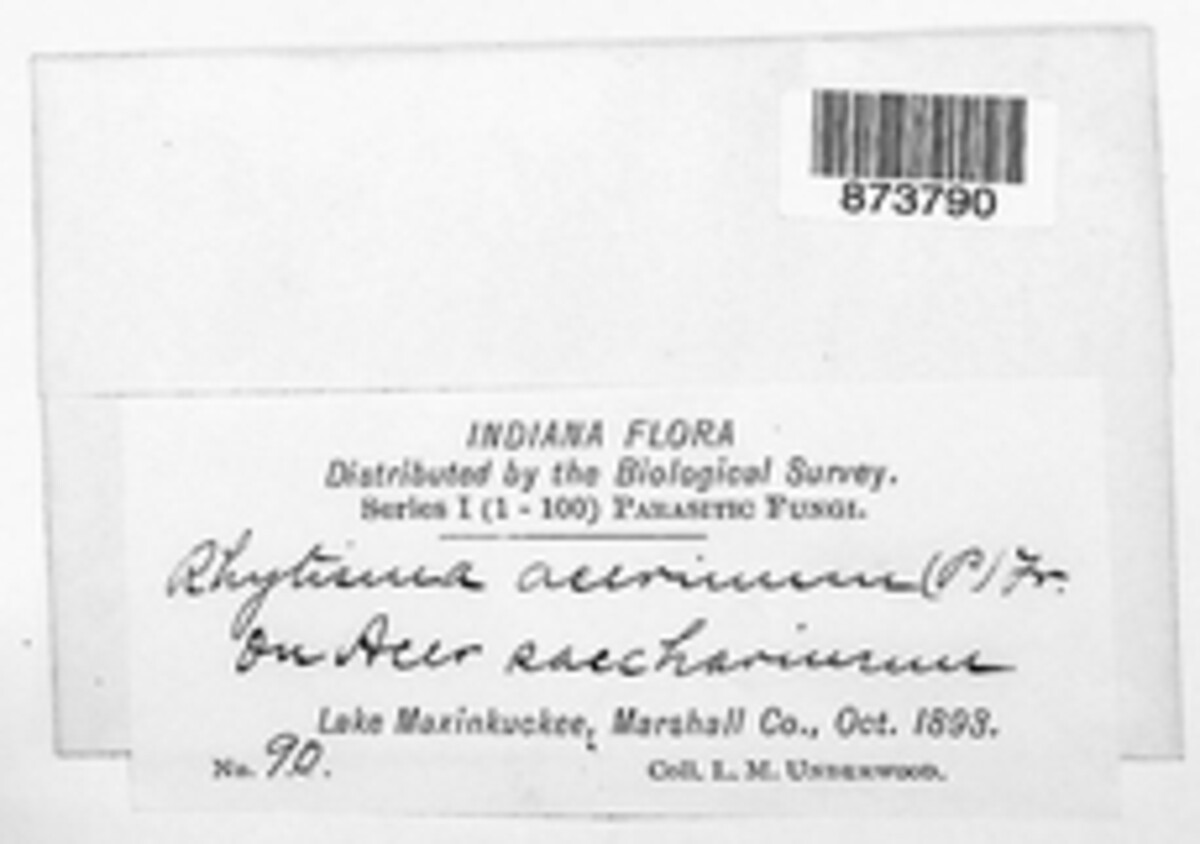 873790
INDIANA FLORA
Distributed by the Biological Survey.
Series I (1 - 100) PARASITIC FUNGI.
Rhytisma acerinum (P) Fr.
on Acer saccharinum
Lake Maxinkuckee, Marshall Co., Oct. 1893.
No. 90.
Coll. L. M. UNDERWOOD.